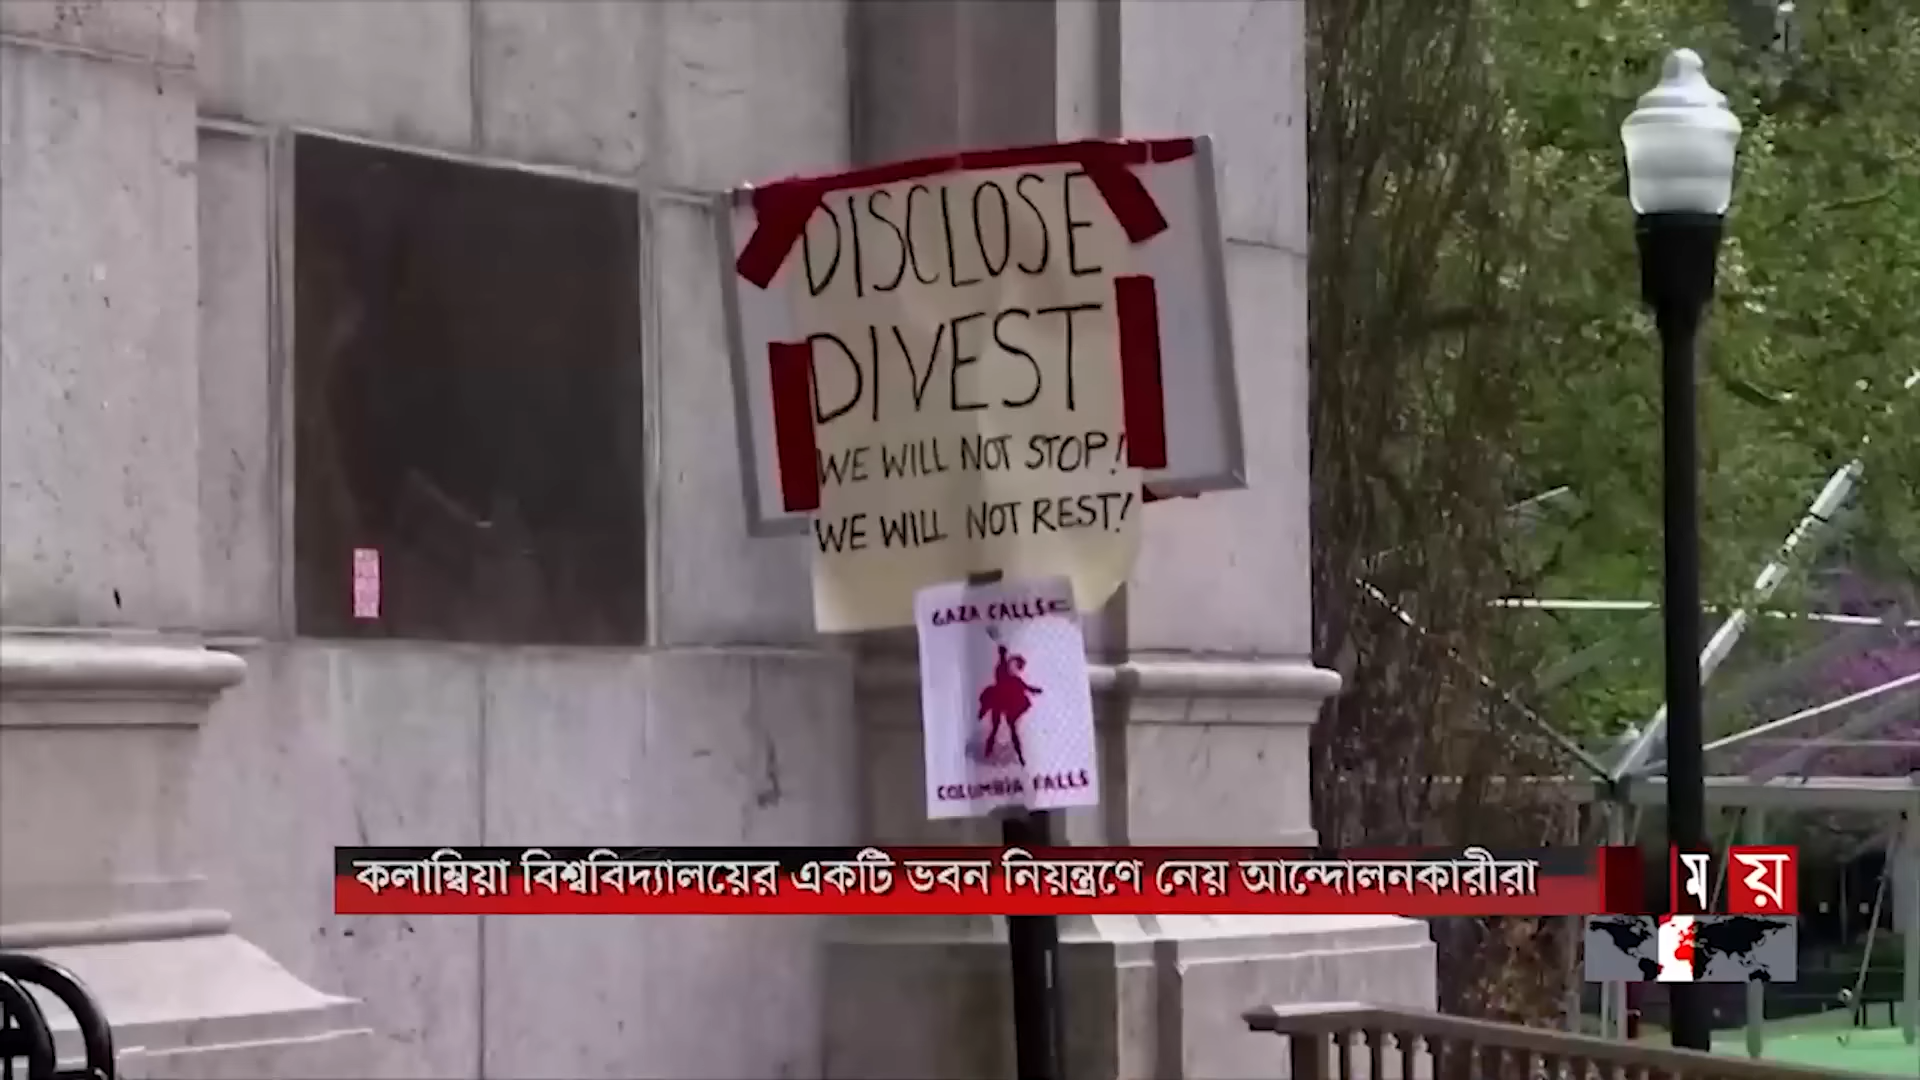 DISCLOSE
DIVEST
WE WILL NOT STOP!
WE WILL NOT REST!
GAZA CALLS
COLUMBIA FALLS
কলাম্বিয়া বিশ্ববিদ্যালয়ের একটি ভবন নিয়ন্ত্রণে নেয় আন্দোলনকারীরা
ময়